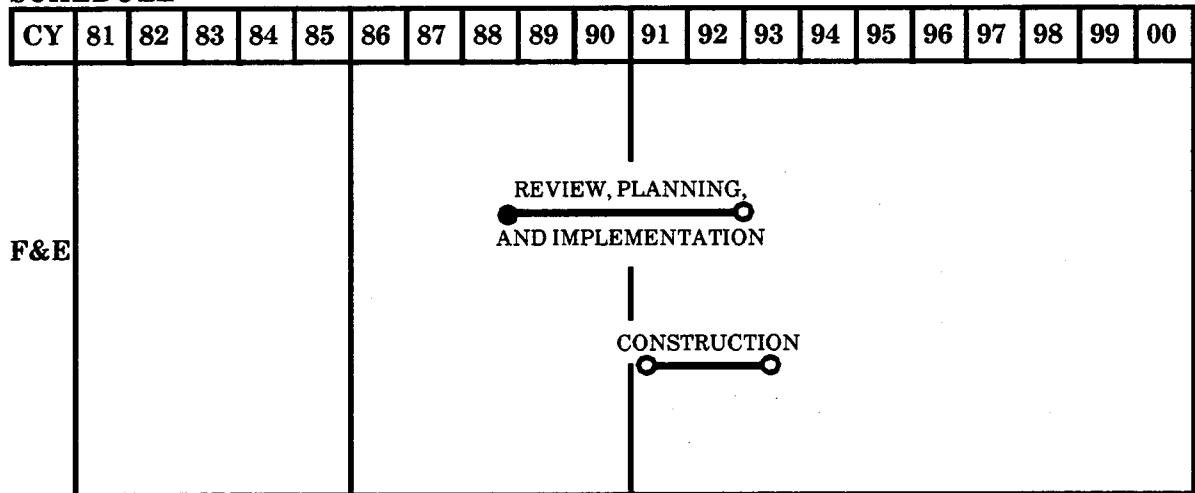 CY 81 82 83 84 85 86 87 88 89 90 91 92 93 94 95 96 97 98 99 00
REVIEW, PLANNING,
AND IMPLEMENTATION
F&E
CONSTRUCTION